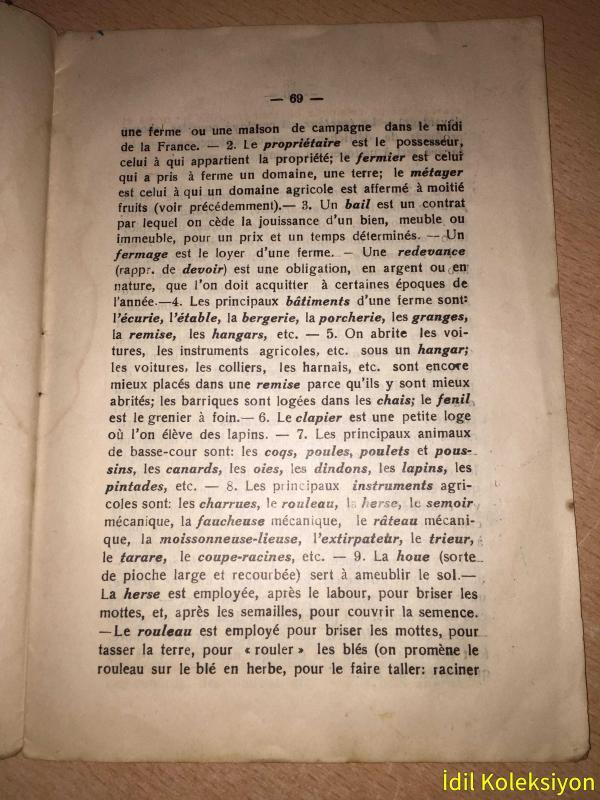 — 69 —
une ferme ou une maison de campagne dans le midi
de la France. — 2. Le propriétaire est le possesseur,
celui à qui appartient la propriété; le fermier est celui
qui a pris à ferme un domaine, une terre; le métayer
est celui à qui un domaine agricole est affermé à moitié
fruits (voir précédemment).— 3. Un bail est un contrat
par lequel on cède la jouissance d'un bien, meuble ou
immeuble, pour un prix et un temps déterminés. — Un
fermage est le loyer d'une ferme. — Une redevance
(rappr. de devoir) est une obligation, en argent ou en
nature, que l'on doit acquitter à certaines époques de
l'année.—4. Les principaux bâtiments d'une ferme sont:
l'écurie, l'étable, la bergerie, la porcherie, les granges,
la remise, les hangars, etc. — 5. On abrite les voi-
tures, les instruments agricoles, etc. sous un hangar;
les voitures, les colliers, les harnais, etc. sont encore
mieux placés dans une remise parce qu'ils y sont mieux
abrités; les barriques sont logées dans les chais; le fenil
est le grenier à foin.— 6. Le clapier est une petite loge
où l'on élève des lapins. — 7. Les principaux animaux
de basse-cour sont: les coqs, poules, poulets et pous-
sins, les canards, les oies, les dindons, les lapins, les
pintades, etc. — 8. Les principaux instruments agri-
coles sont: les charrues, le rouleau, la herse, le semoir
mécanique, la faucheuse mécanique, le râteau mécani-
que, la moissonneuse-lieuse, l'extirpateur, le trieur,
le tarare, le coupe-racines, etc. — 9. La houe (sorte
de pioche large et recourbée) sert à ameublir le sol.—
La herse est employée, après le labour, pour briser les
mottes, et, après les semailles, pour couvrir la semence.
—Le rouleau est employé pour briser les mottes, pour
tasser la terre, pour « rouler » les blés (on promène le
rouleau sur le blé en herbe, pour le faire taller: raciner
İdil Koleksiyon